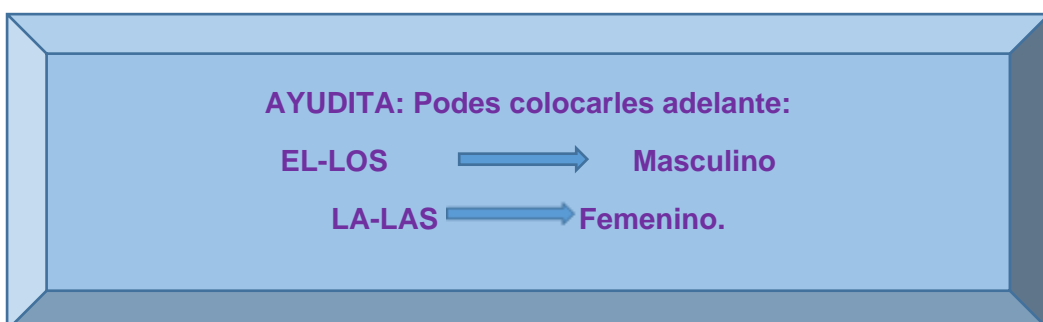 AYUDITA: Podes colocarles adelante:
EL-LOS Masculino
LA-LAS Femenino.